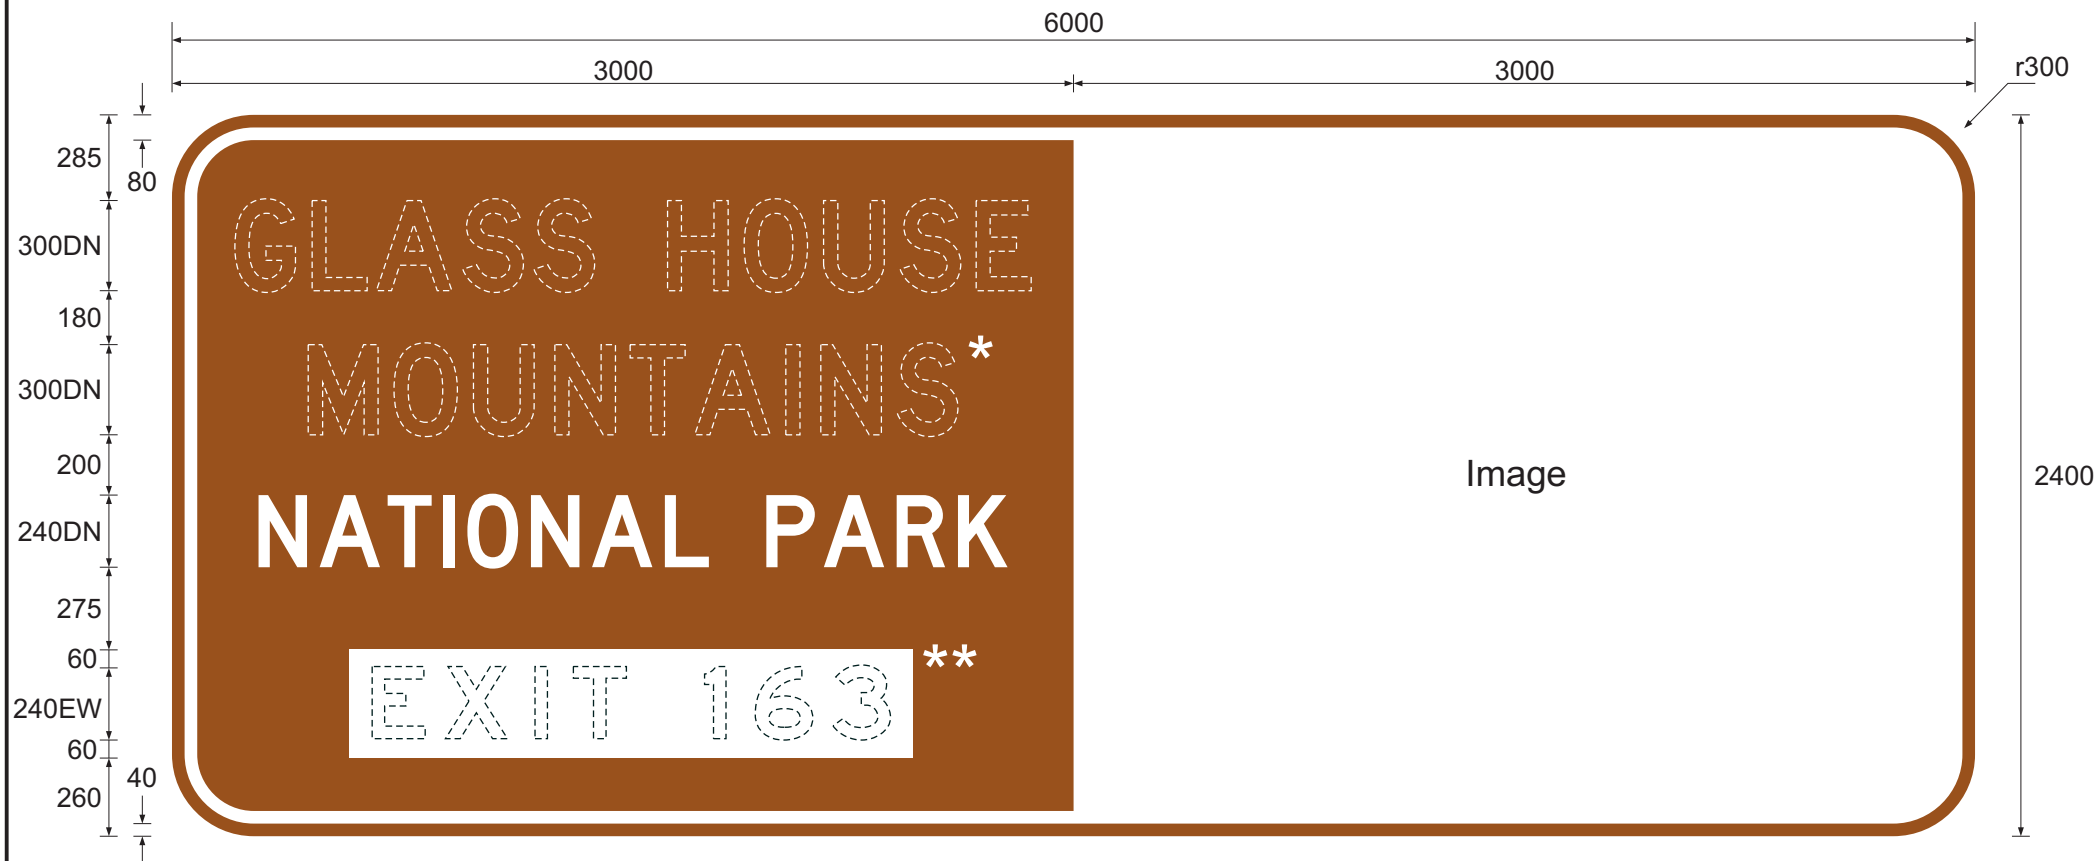 6000
3000 3000
r300
285
80
300DN
GLASS HOUSE
180
300DN
MOUNTAINS*
200
Image
2400
240DN
NATIONAL PARK
275
60
240EW
EXIT 163**
60
40
260